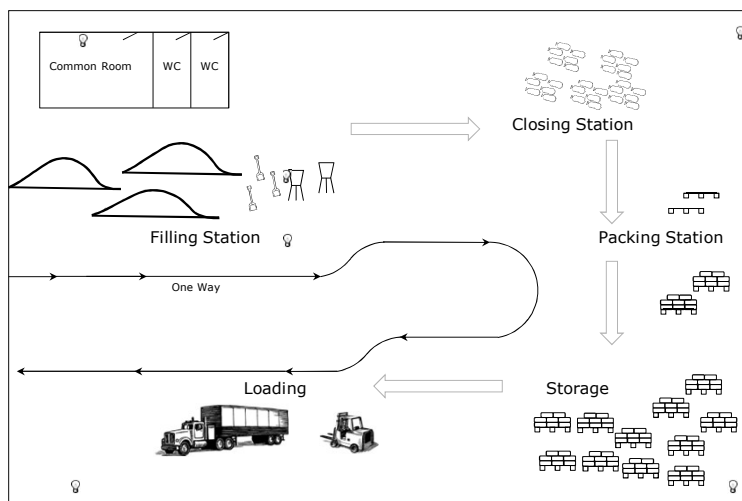 Common Room
WC
WC
Closing Station
Filling Station
Packing Station
One Way
Loading
Storage